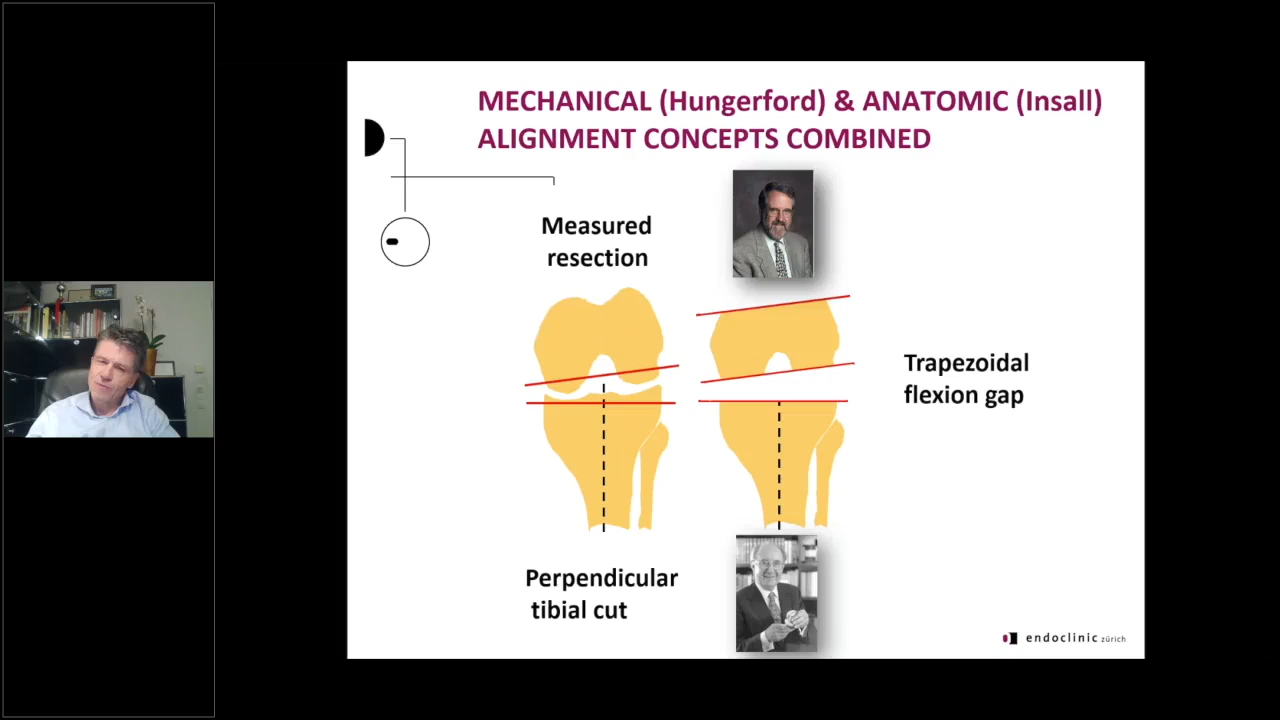 MECHANICAL (Hungerford) & ANATOMIC (Insall)
ALIGNMENT CONCEPTS COMBINED
Measured
resection
Trapezoidal
flexion gap
Perpendicular
tibial cut
endoclinic zürich